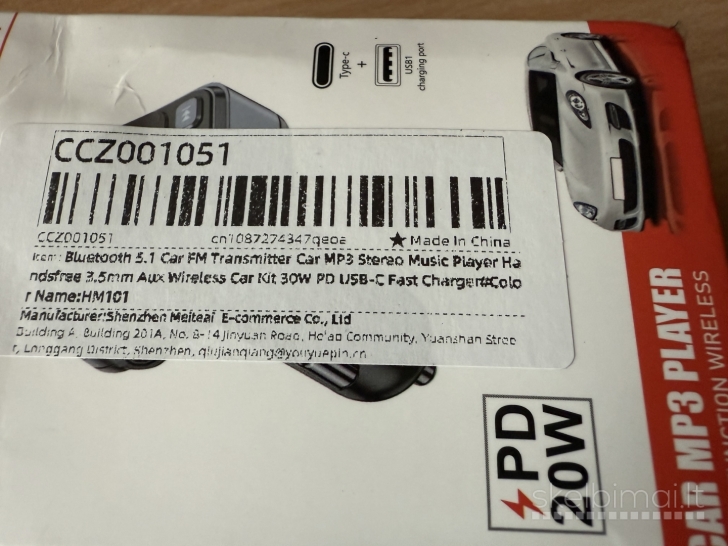 Type-c
+
USB1
charging port
CCZ001051
CCZ001051 cn1087274347qeoe ★ Made in China
Item: Bluetooth 5.1 Car FM Transmitter Car MP3 Stereo Music Player Ha
ndsfree 3.5mm Aux Wireless Car Kit 30W PD USB-C Fast Charger#Colo
r Name:HM101
Manufacturer:Shenzhen Meiteai E-commerce Co., Ltd
Building A, Building 201A, No. 8-14 Jinyuan Road, He'ao Community, Yuanshan Stree
t, Longgang District, Shenzhen, qiujianqiang@youyuepin.cn
PD
20W
CAR MP3 PLAYER
FUNCTION WIRELESS
skelbimai.lt